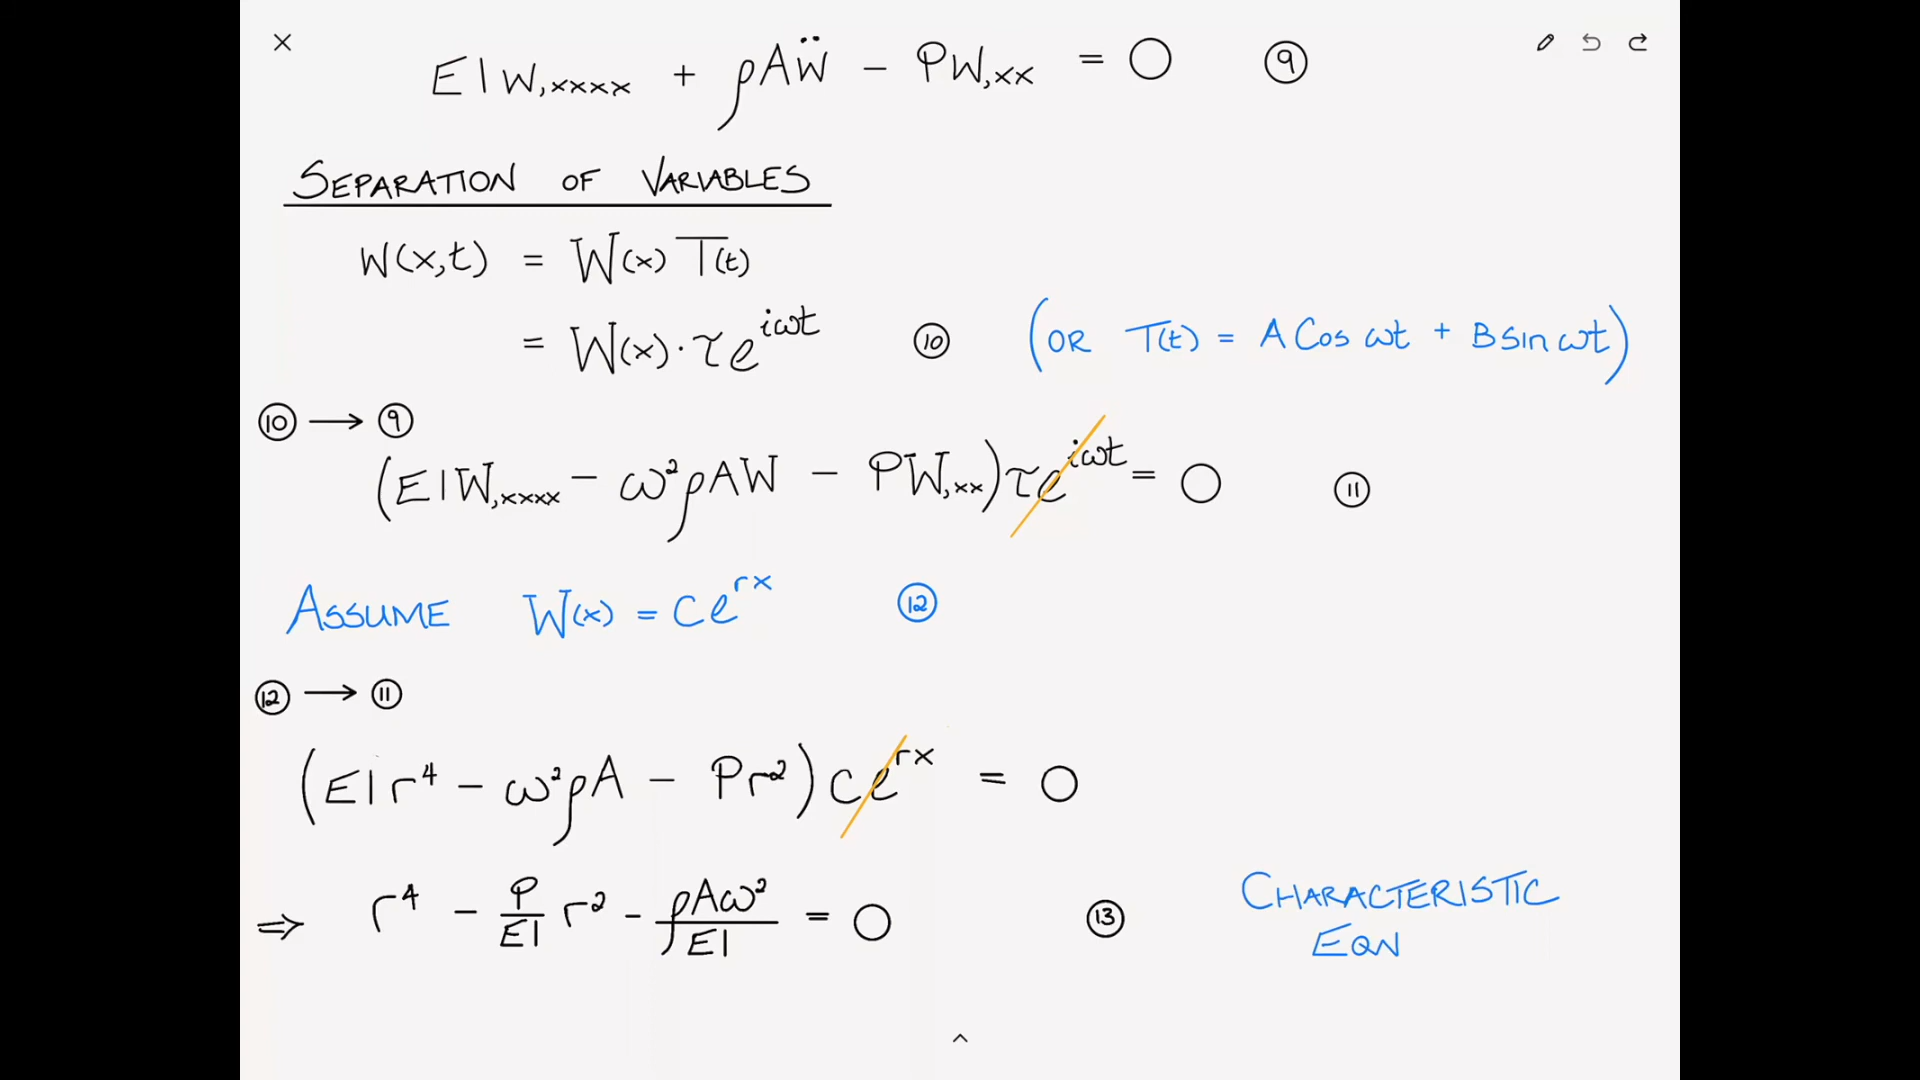 EIw,xxxx + ρAẅ - Pw,xx = 0 ⑨
SEPARATION OF VARIABLES
w(x,t) = W(x) T(t)
= W(x)·τe^{iωt} ⑩ (OR T(t) = A Cos ωt + B sin ωt)
⑩ → ⑨
(EIW,xxxx - ω²ρAW - PW,xx)τe^{iωt} = 0 ⑪
ASSUME W(x) = Ce^{rx} ⑫
⑫ → ⑪
(EIr⁴ - ω²ρA - Pr²)Ce^{rx} = 0
⇒ r⁴ - P/EI r² - ρAω²/EI = 0 ⑬ CHARACTERISTIC
EQN